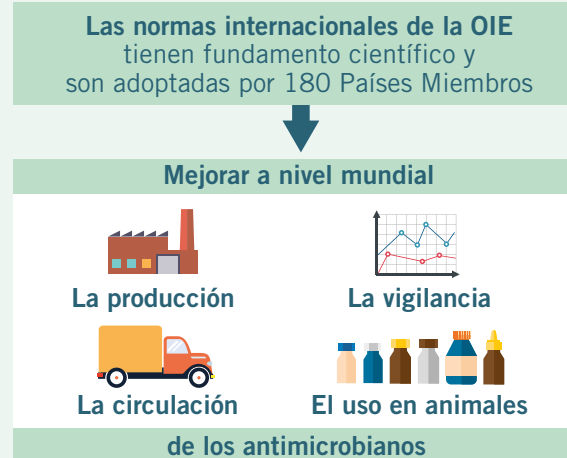 Las normas internacionales de la OIE
tienen fundamento científico y
son adoptadas por 180 Países Miembros
Mejorar a nivel mundial
La producción
La vigilancia
La circulación
El uso en animales
de los antimicrobianos